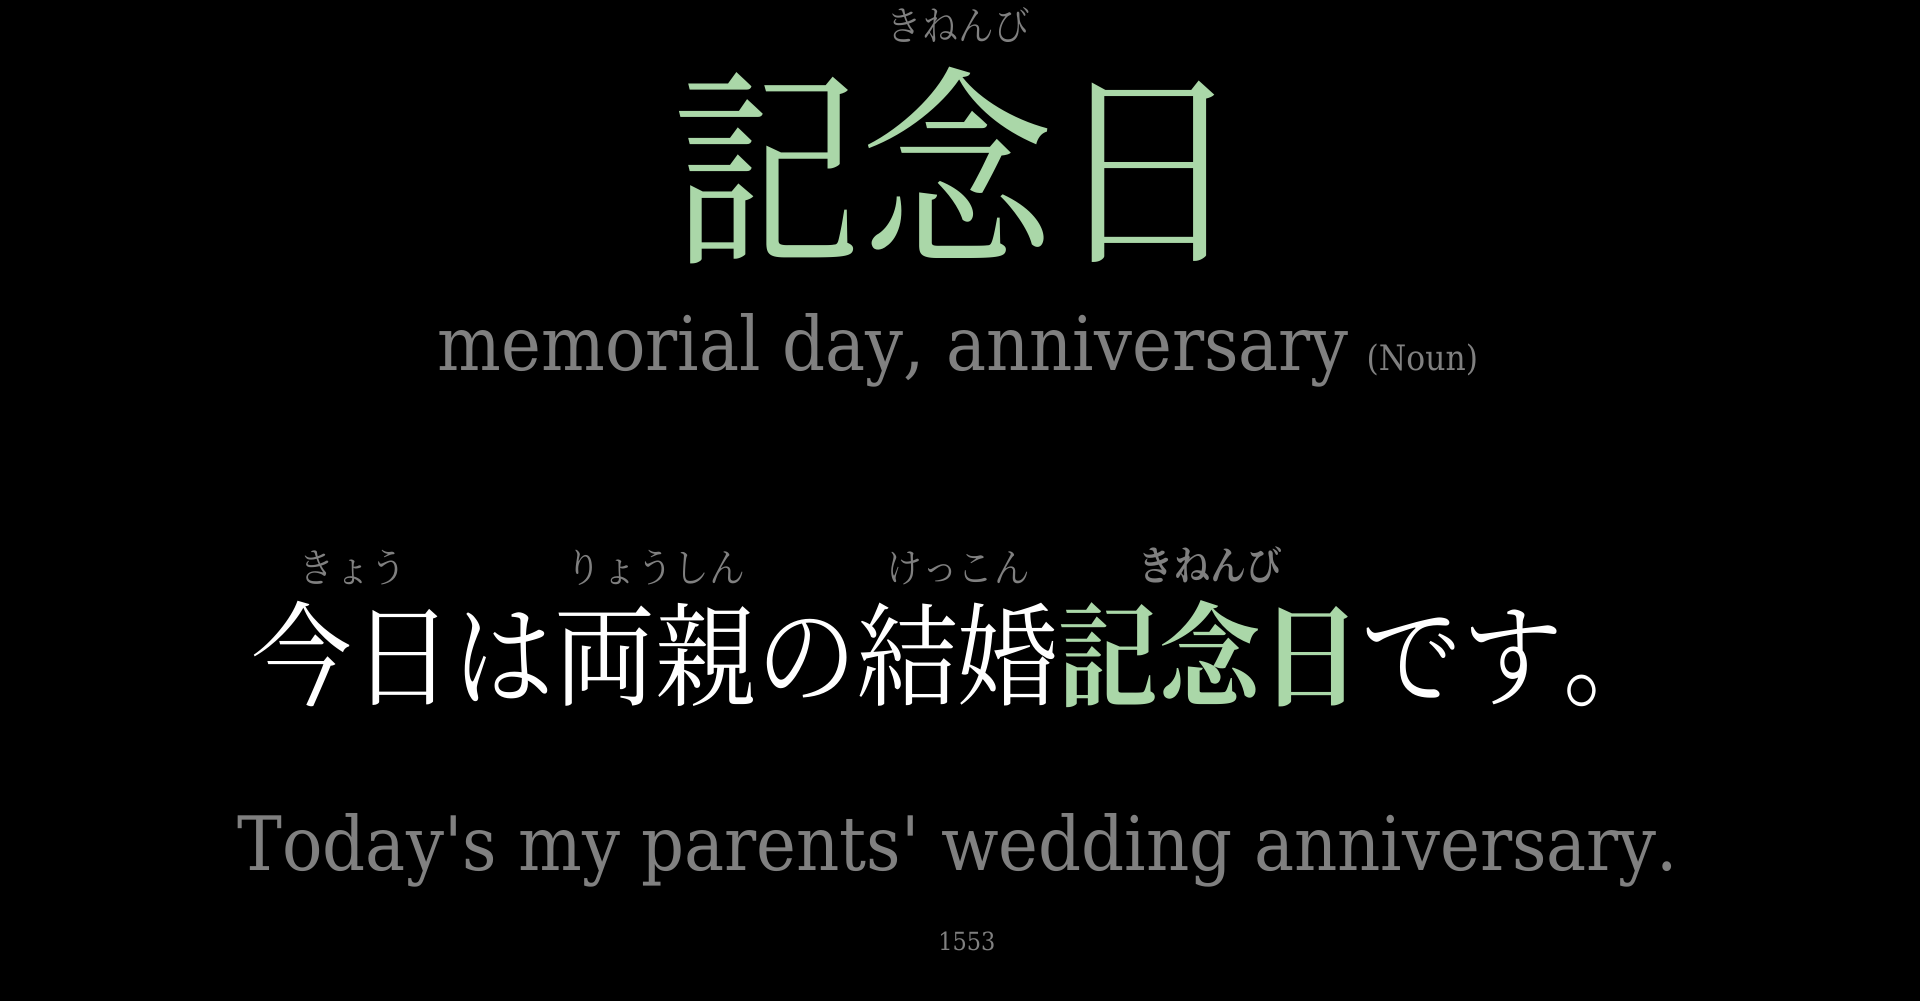 きねんび
記念日
memorial day, anniversary (Noun)
きょう りょうしん けっこん きねんび
今日は両親の結婚記念日です。
Today's my parents' wedding anniversary.
1553